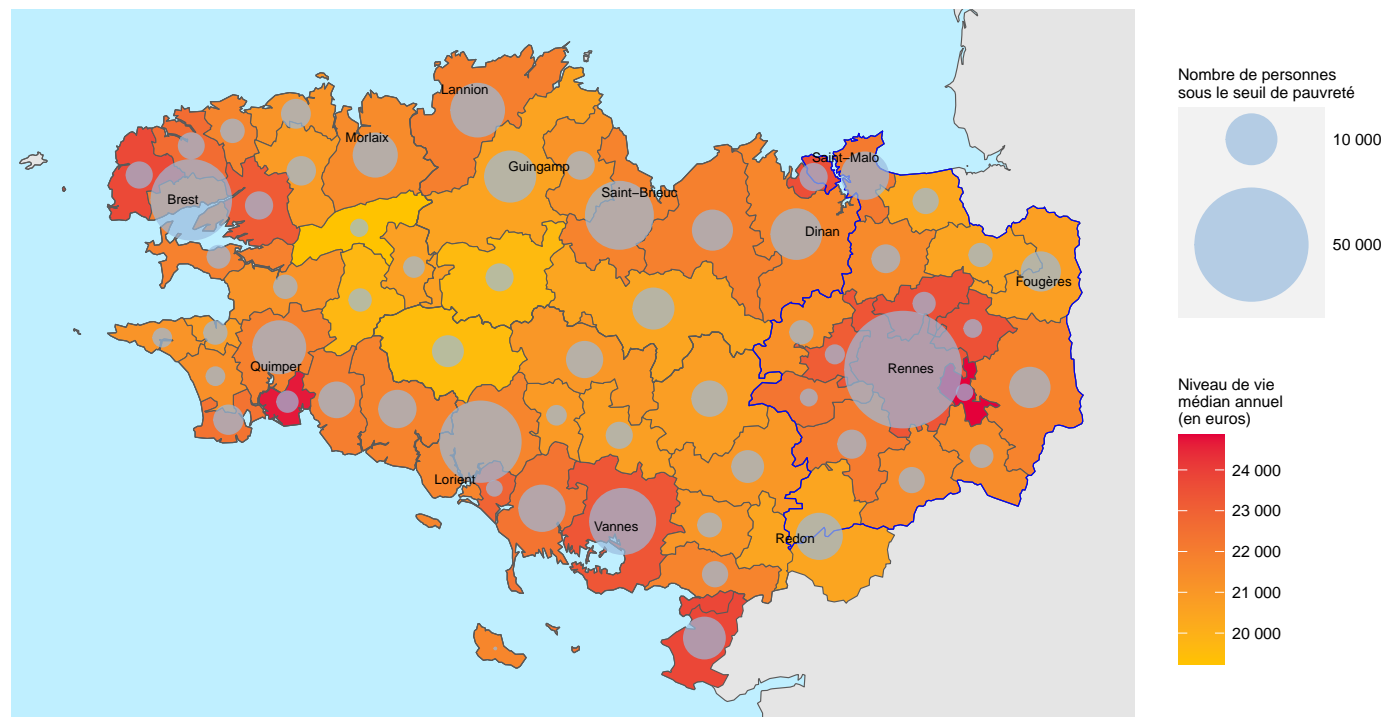 Lannion
Morlaix
Guingamp
Saint−Malo
Brest
Saint−Brieuc
Dinan
Fougères
Quimper
Rennes
Lorient
Vannes
Redon
Nombre de personnes
sous le seuil de pauvreté
10 000
50 000
Niveau de vie
médian annuel
(en euros)
24 000
23 000
22 000
21 000
20 000